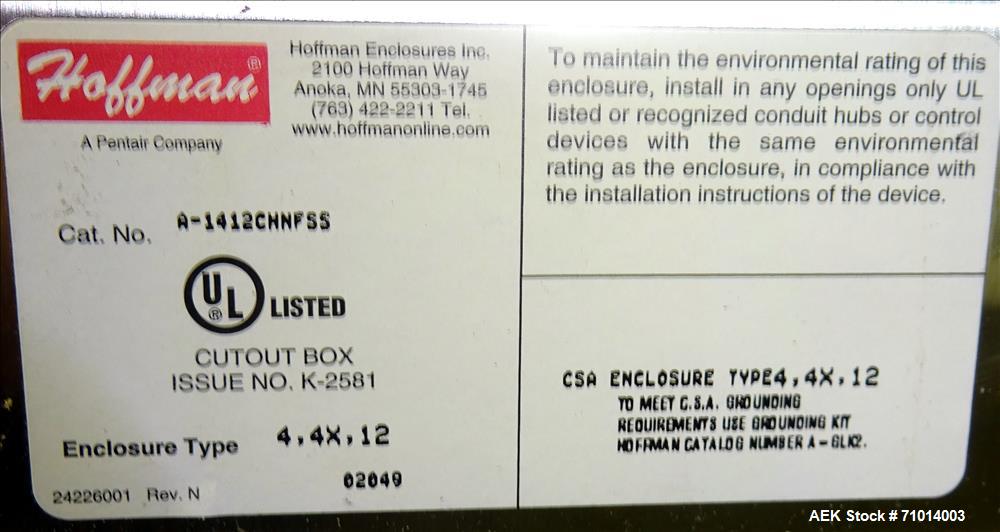 Hoffman®
A Pentair Company
Hoffman Enclosures Inc.
2100 Hoffman Way
Anoka, MN 55303-1745
(763) 422-2211 Tel.
www.hoffmanonline.com
Cat. No. A-1412CHNFSS
UL® LISTED
CUTOUT BOX
ISSUE NO. K-2581
Enclosure Type 4,4X,12
02049
24226001 Rev. N
To maintain the environmental rating of this
enclosure, install in any openings only UL
listed or recognized conduit hubs or control
devices with the same environmental
rating as the enclosure, in compliance with
the installation instructions of the device.
CSA ENCLOSURE TYPE4,4X,12
TO MEET C.S.A. GROUNDING
REQUIREMENTS USE GROUNDING KIT
HOFFMAN CATALOG NUMBER A-GLK2.
AEK Stock # 71014003